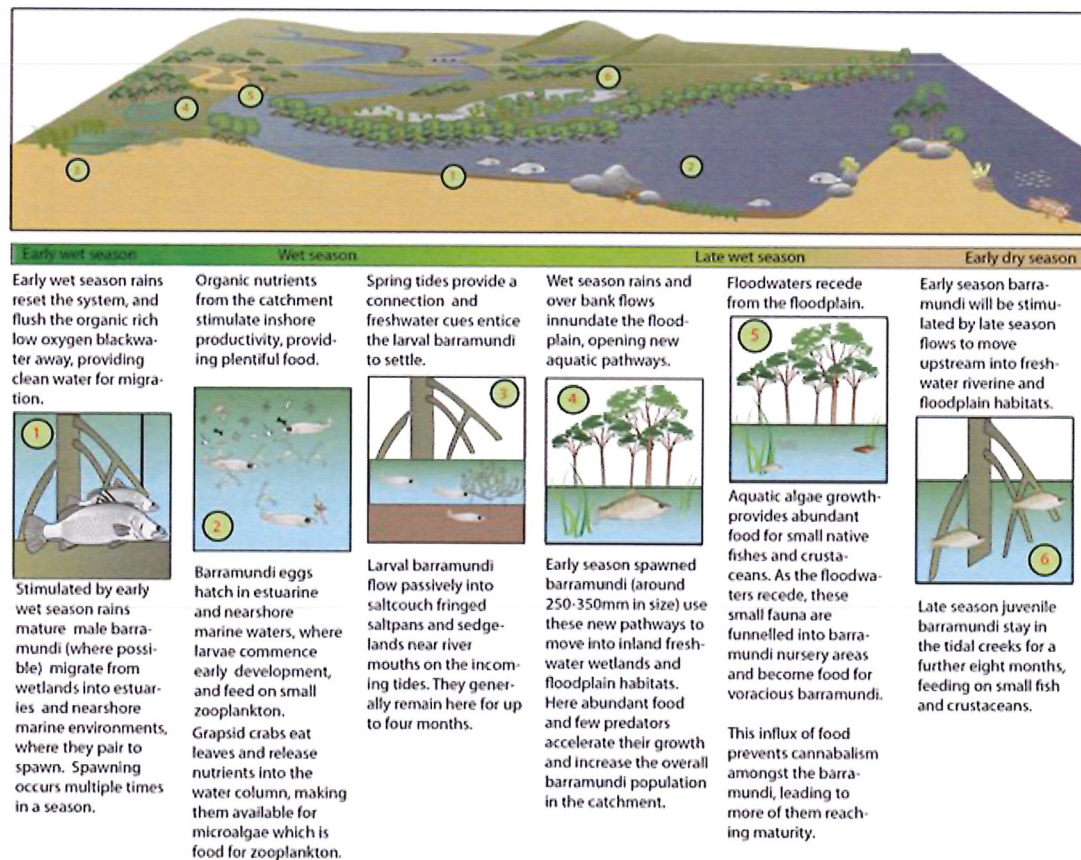 4
5
6
3
1
2
Early wet season
Wet season
Late wet season
Early dry season
Early wet season rains
reset the system, and
flush the organic rich
low oxygen blackwa-
ter away, providing
clean water for migra-
tion.
1
Stimulated by early
wet season rains
mature male barra-
mundi (where possi-
ble) migrate from
wetlands into estuar-
ies and nearshore
marine environments,
where they pair to
spawn. Spawning
occurs multiple times
in a season.
Organic nutrients
from the catchment
stimulate inshore
productivity, provid-
ing plentiful food.
2
Barramundi eggs
hatch in estuarine
and nearshore
marine waters, where
larvae commence
early development,
and feed on small
zooplankton.
Grapsid crabs eat
leaves and release
nutrients into the
water column, making
them available for
microalgae which is
food for zooplankton.
Spring tides provide a
connection and
freshwater cues entice
the larval barramundi
to settle.
3
Larval barramundi
flow passively into
saltcouch fringed
saltpans and sedge-
lands near river
mouths on the incom-
ing tides. They gener-
ally remain here for up
to four months.
Wet season rains and
over bank flows
innundate the flood-
plain, opening new
aquatic pathways.
4
Early season spawned
barramundi (around
250-350mm in size) use
these new pathways to
move into inland fresh-
water wetlands and
floodplain habitats.
Here abundant food
and few predators
accelerate their growth
and increase the overall
barramundi population
in the catchment.
Floodwaters recede
from the floodplain.
5
Aquatic algae growth-
provides abundant
food for small native
fishes and crusta-
ceans. As the floodwa-
ters recede, these
small fauna are
funnelled into barra-
mundi nursery areas
and become food for
voracious barramundi.
This influx of food
prevents cannabalism
amongst the barra-
mundi, leading to
more of them reach-
ing maturity.
Early season barra-
mundi will be stimu-
lated by late season
flows to move
upstream into fresh-
water riverine and
floodplain habitats.
6
Late season juvenile
barramundi stay in
the tidal creeks for a
further eight months,
feeding on small fish
and crustaceans.